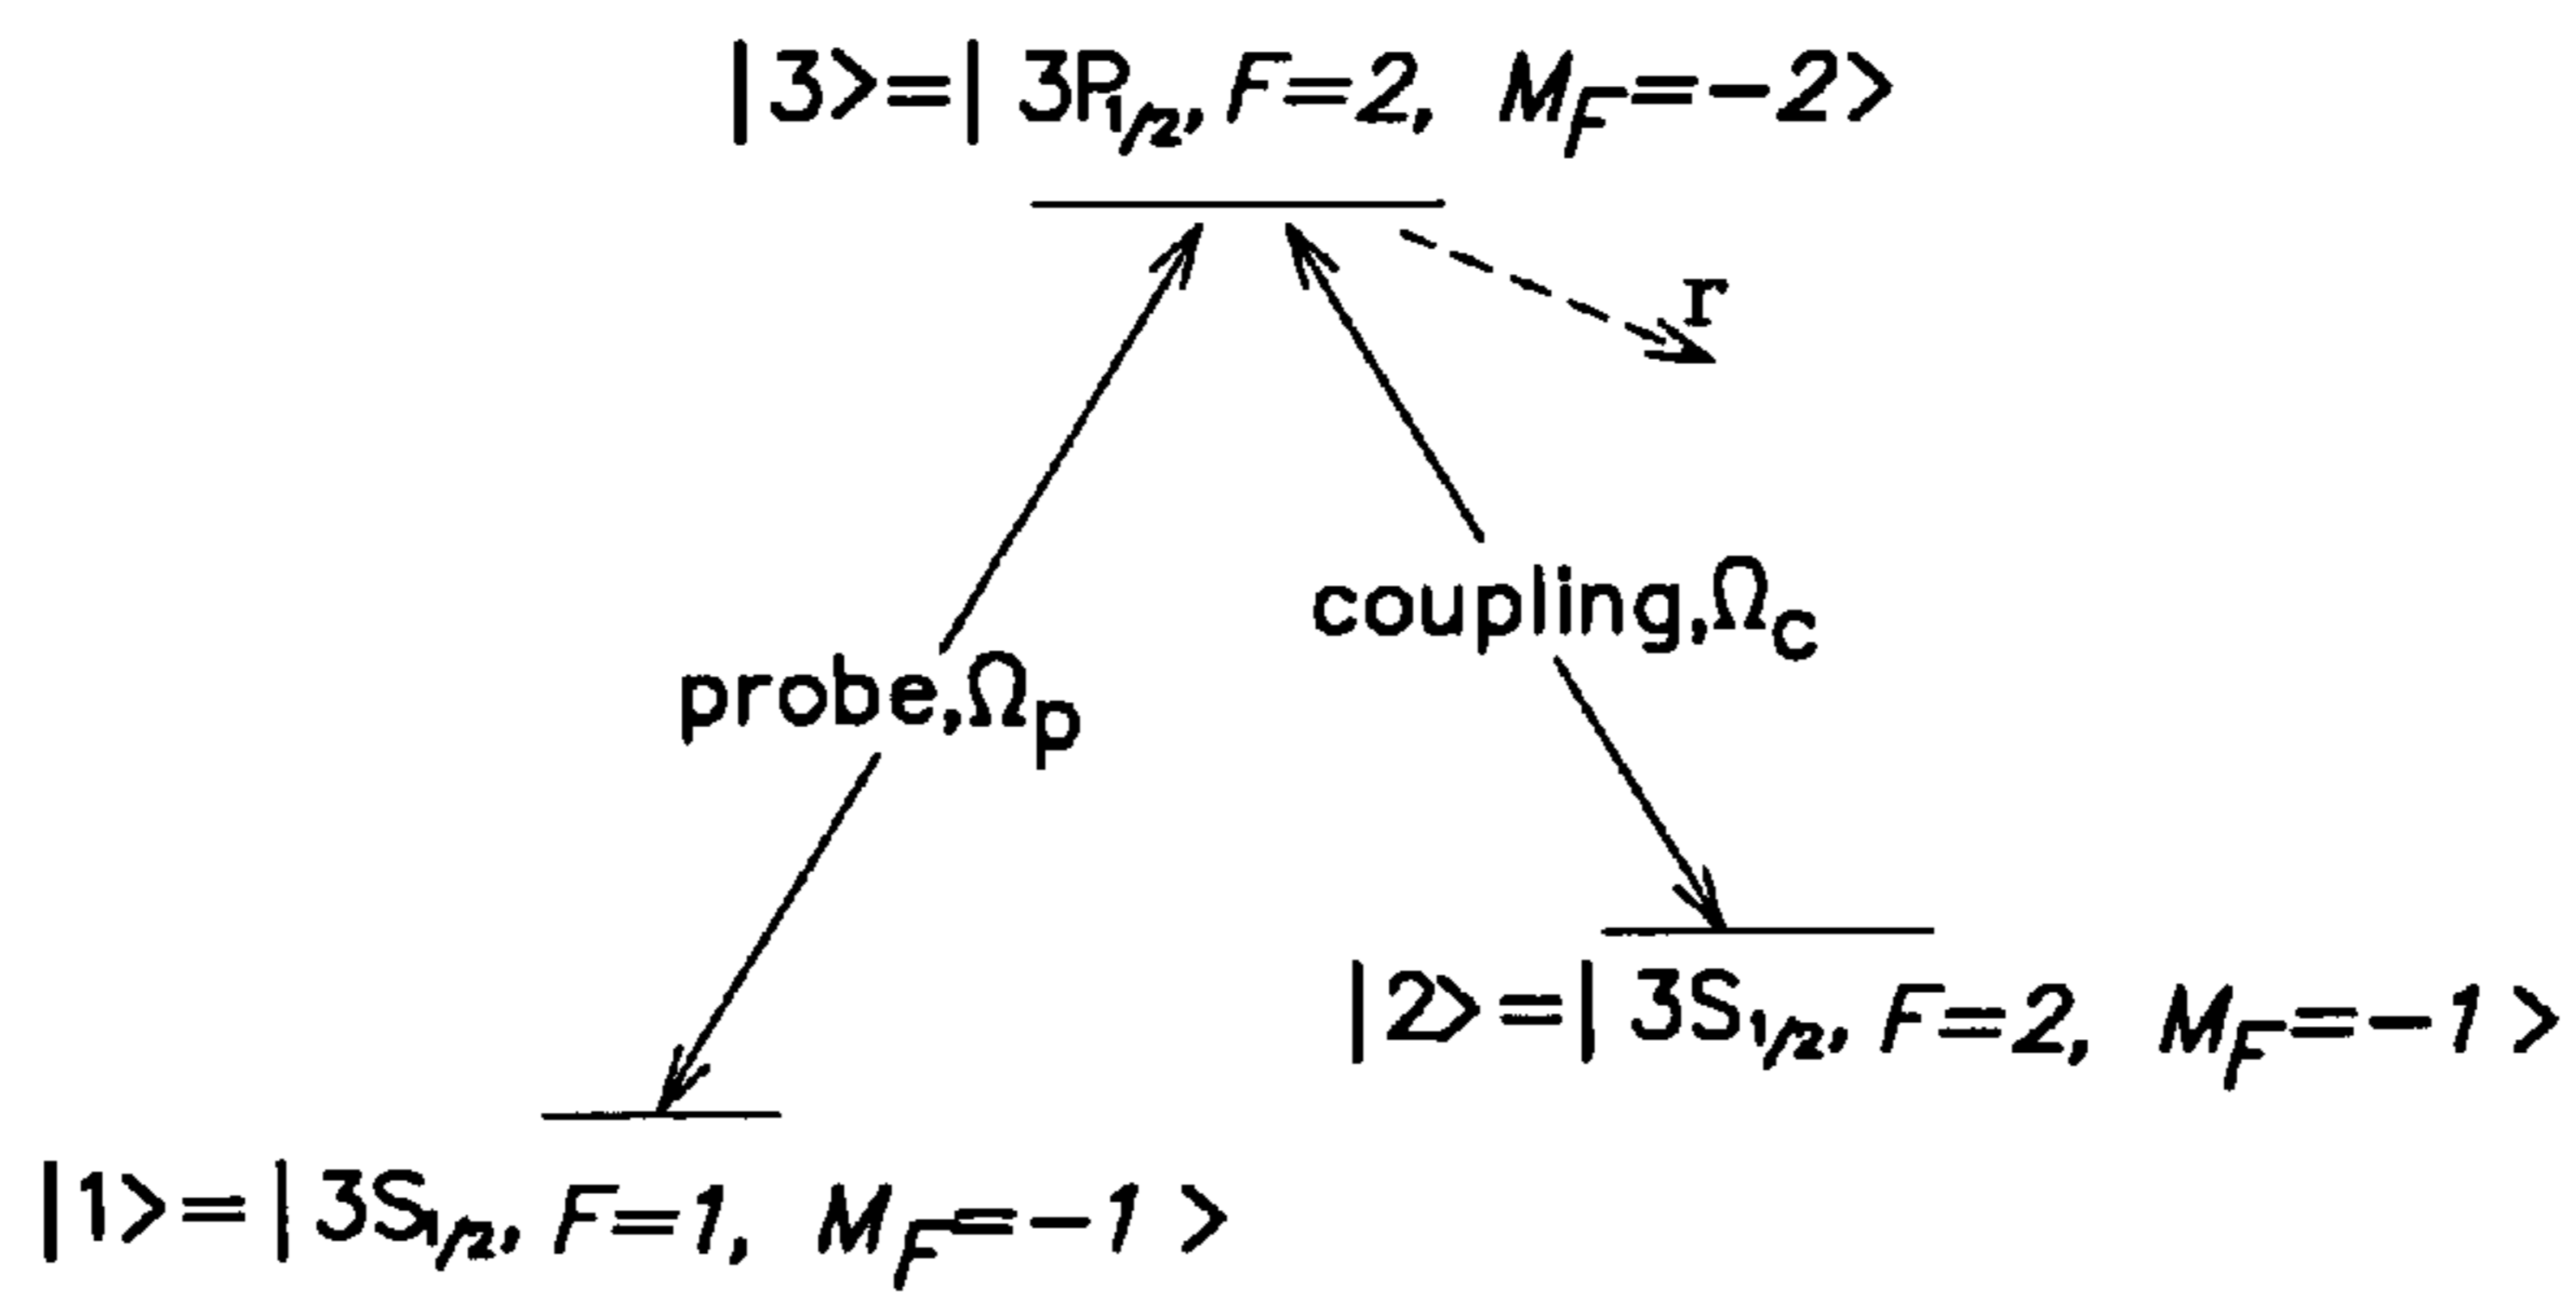 |3>=| 3P1/2, F=2, MF=-2>
r
coupling,Ωc
probe,Ωp
|2>=| 3S1/2, F=2, MF=-1>
|1>=| 3S1/2, F=1, MF=-1>